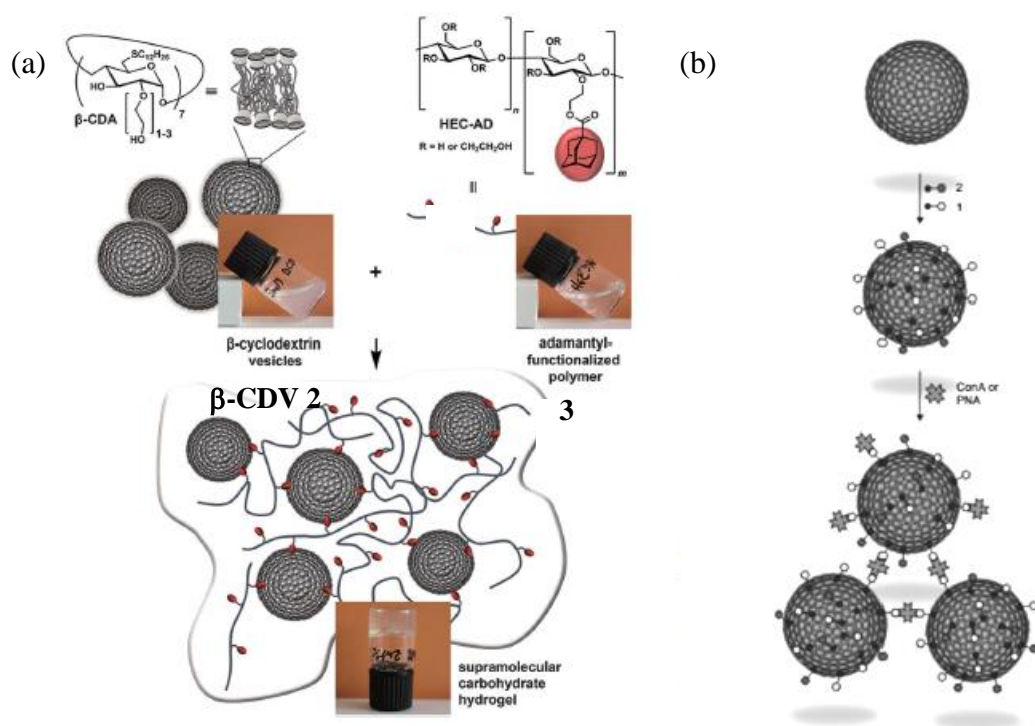 (a)
SC₁₂H₂₅
HO
O
O
7
β-CDA
1-3
HO
=
OR
O
RO
OR
O
n
OR
O
RO
O
O
O
m
HEC-AD
R = H or CH₂CH₂OH
=
+
β-cyclodextrin
vesicles
adamantyl-
functionalized
polymer
β-CDV 2
3
supramolecular
carbohydrate
hydrogel
(b)
2
1
ConA or
PNA